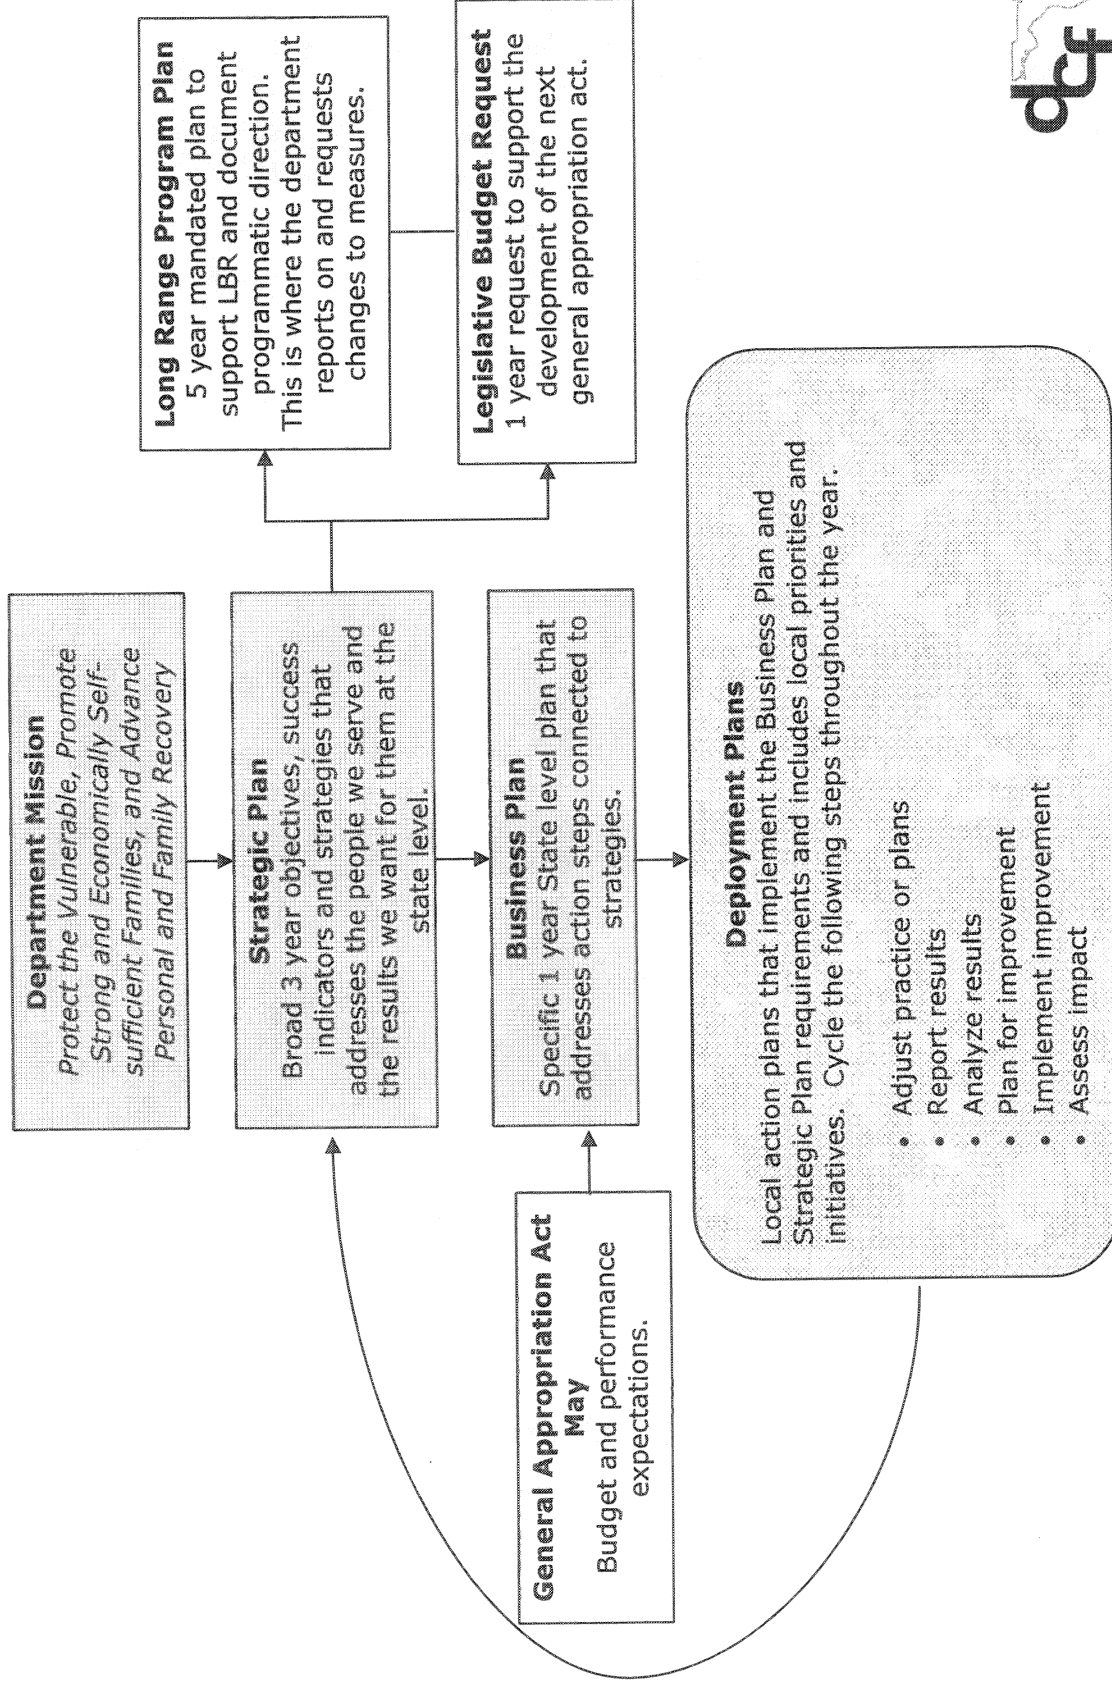 Department Mission
Protect the Vulnerable, Promote
Strong and Economically Self-
sufficient Families, and Advance
Personal and Family Recovery
Strategic Plan
Broad 3 year objectives, success
indicators and strategies that
addresses the people we serve and
the results we want for them at the
state level.
Long Range Program Plan
5 year mandated plan to
support LBR and document
programmatic direction.
This is where the department
reports on and requests
changes to measures.
Legislative Budget Request
1 year request to support the
development of the next
general appropriation act.
General Appropriation Act
May
Budget and performance
expectations.
Business Plan
Specific 1 year State level plan that
addresses action steps connected to
strategies.
Deployment Plans
Local action plans that implement the Business Plan and
Strategic Plan requirements and includes local priorities and
initiatives.  Cycle the following steps throughout the year.
• Adjust practice or plans
• Report results
• Analyze results
• Plan for improvement
• Implement improvement
• Assess impact
dcf